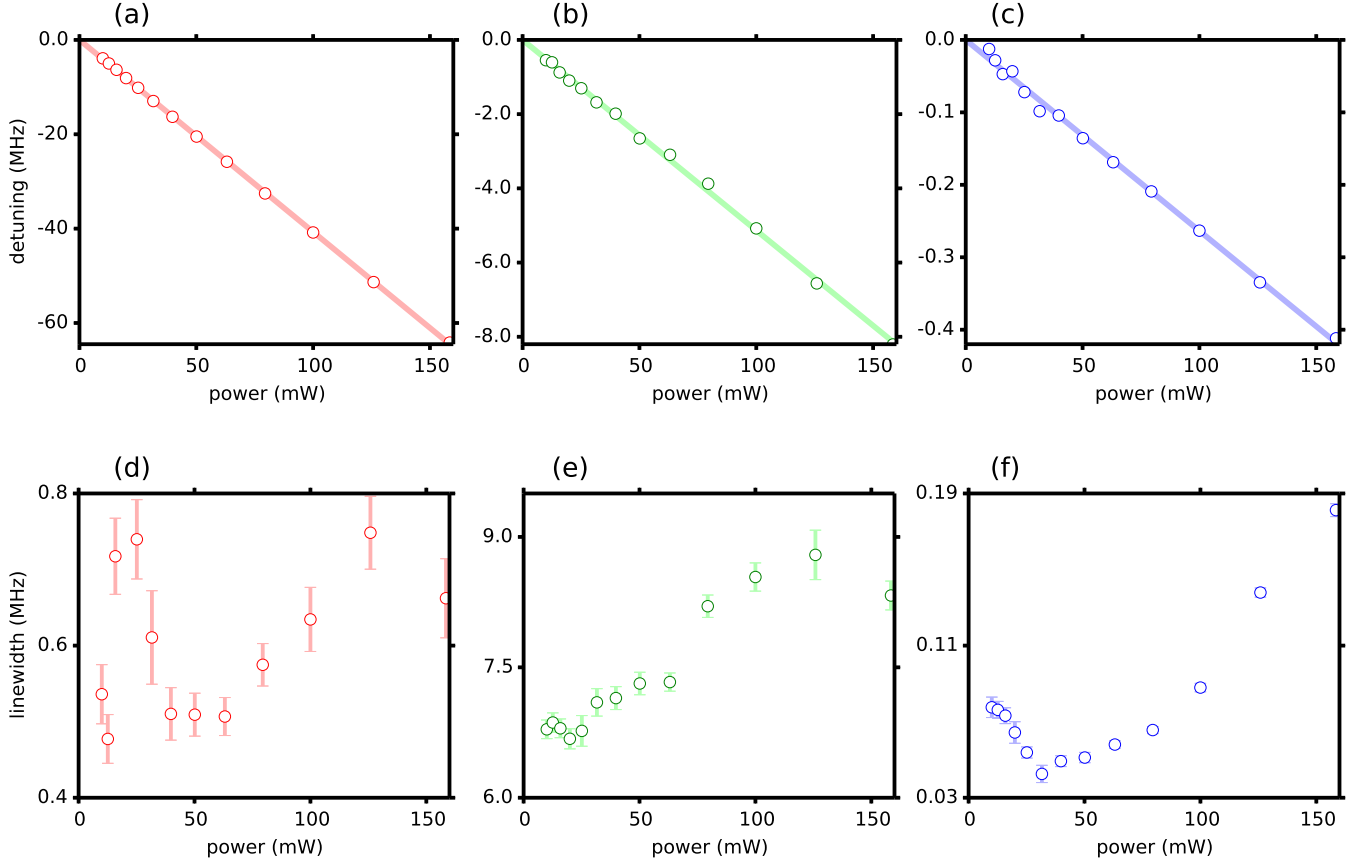 (a)
(b)
(c)
0.0
-20
-40
-60
0.0
-2.0
-4.0
-6.0
-8.0
0.0
-0.1
-0.2
-0.3
-0.4
detuning (MHz)
0 50 100 150
0 50 100 150
0 50 100 150
power (mW)
power (mW)
power (mW)
(d)
(e)
(f)
0.8
0.6
0.4
9.0
7.5
6.0
0.19
0.11
0.03
linewidth (MHz)
0 50 100 150
0 50 100 150
0 50 100 150
power (mW)
power (mW)
power (mW)